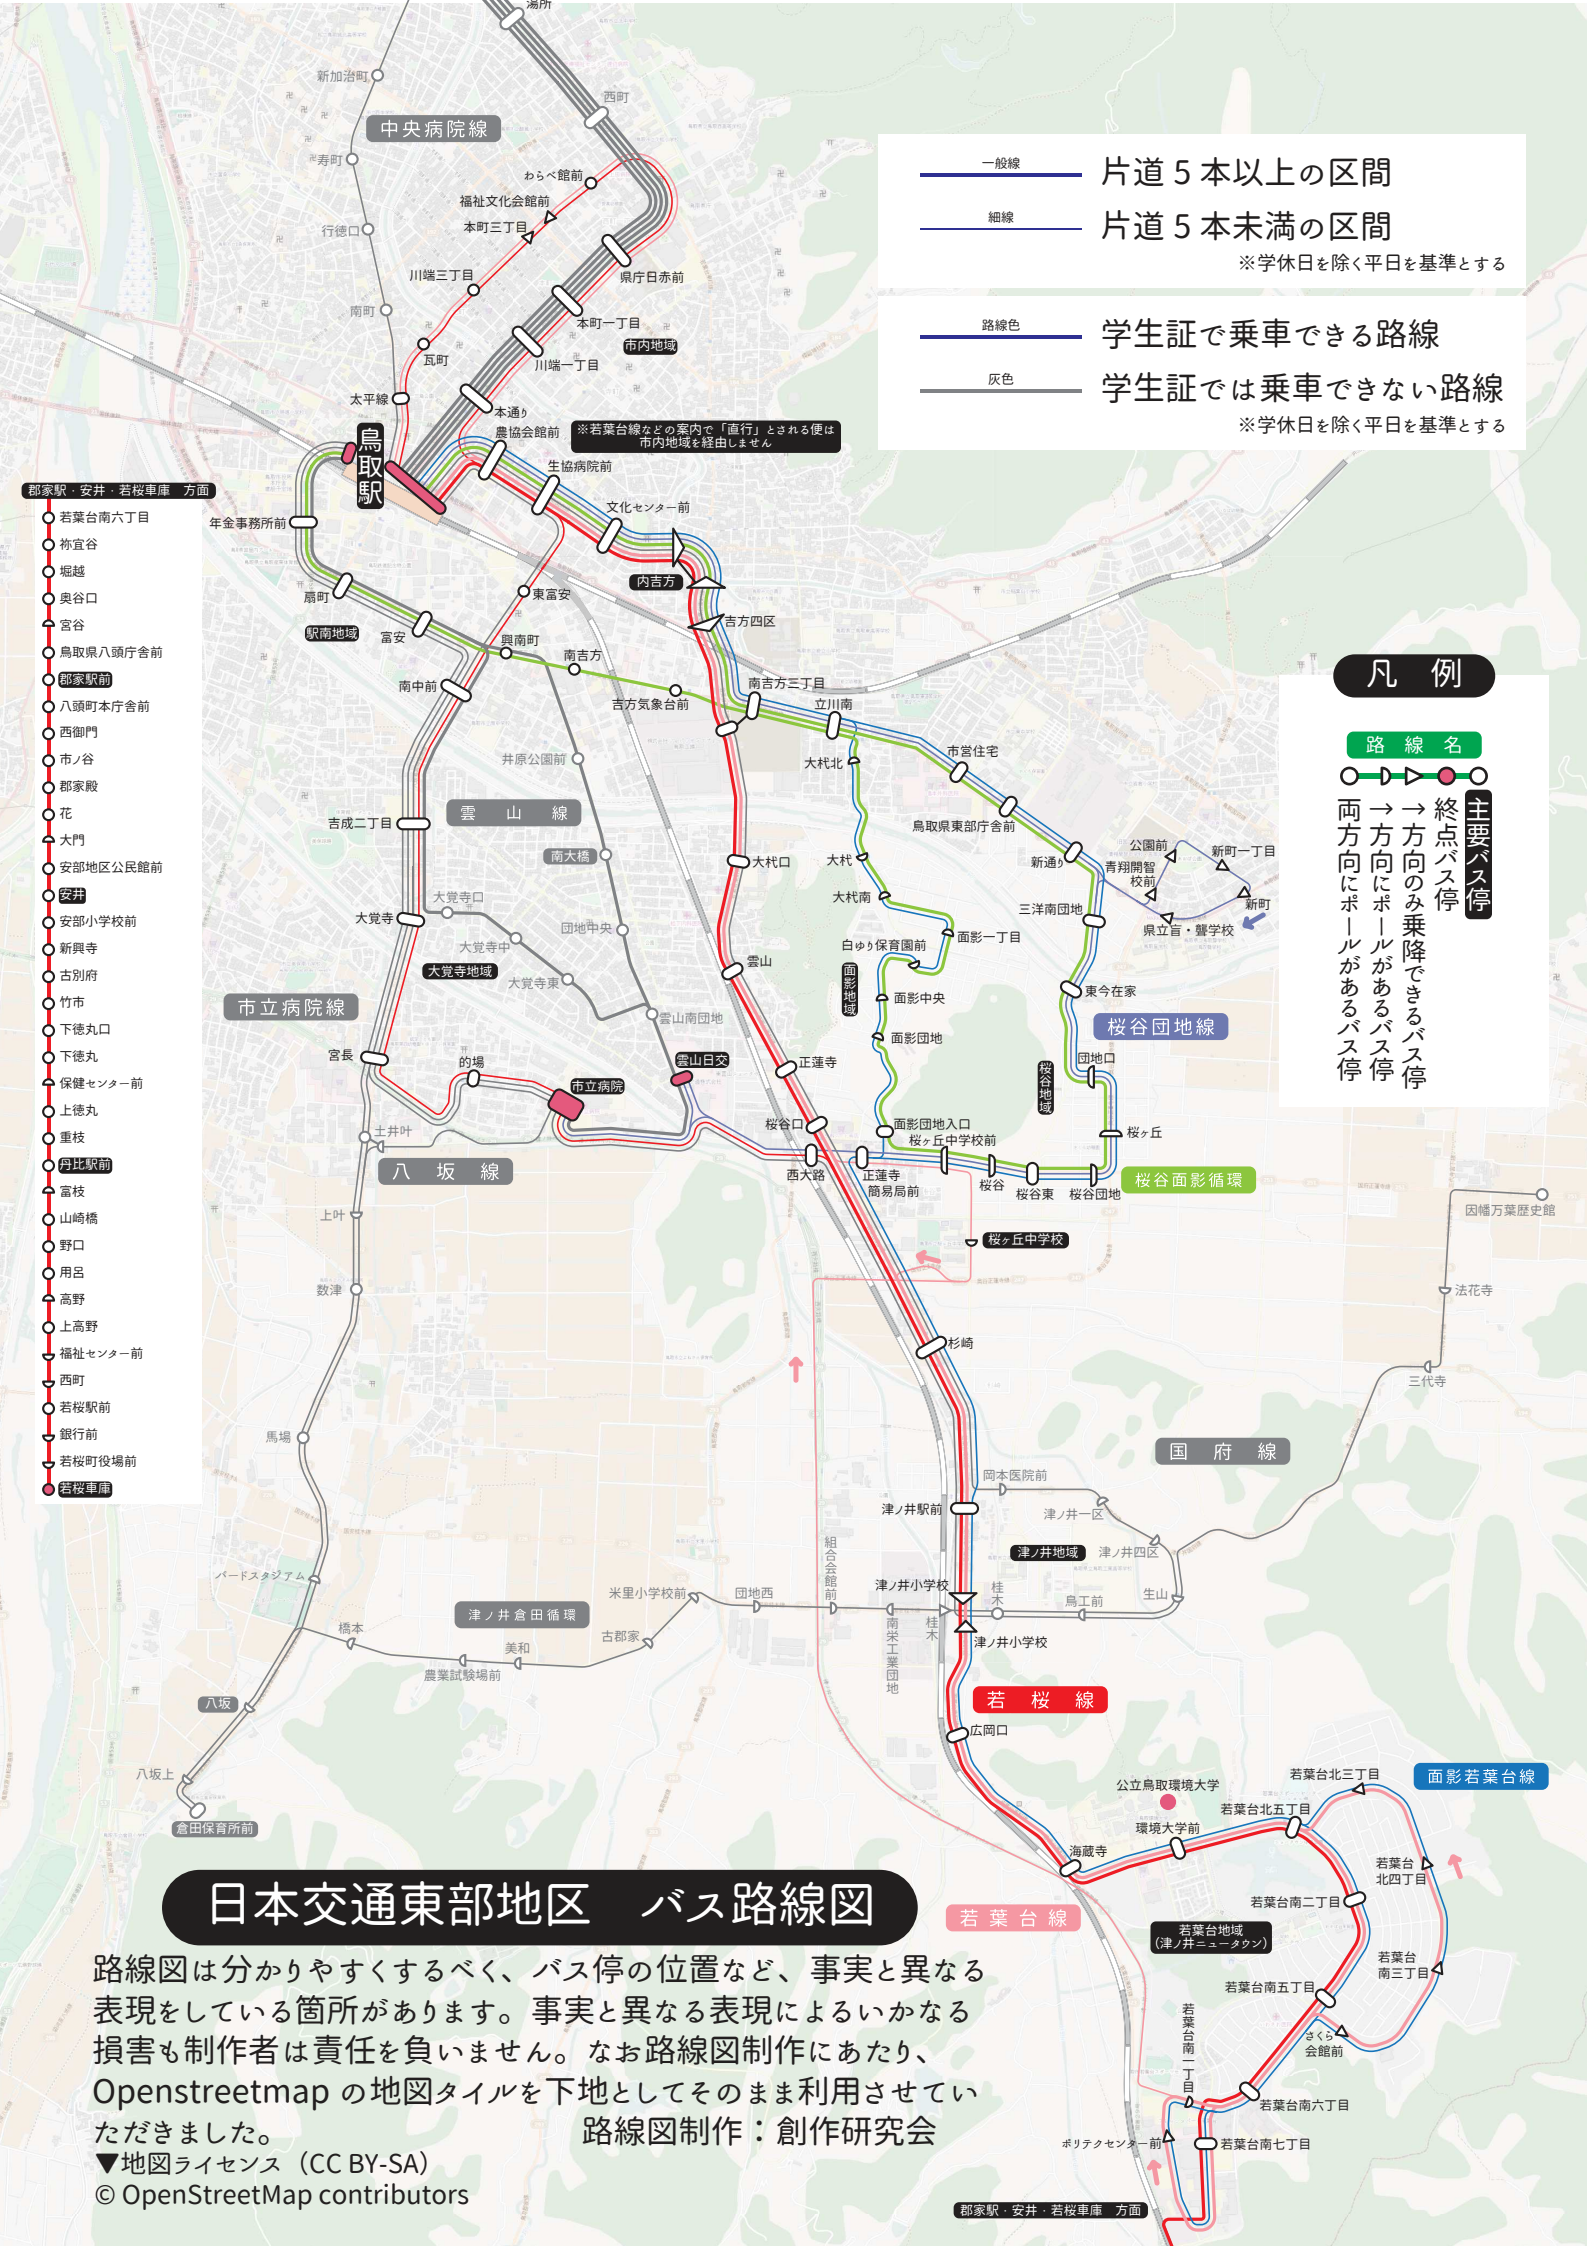 湯所
新加治町
西町
中央病院線
寿町
わらべ館前
福祉文化会館前
本町三丁目
行徳口
川端三丁目
県庁日赤前
南町
本町一丁目
市内地域
瓦町
川端一丁目
太平線
本通り
鳥取駅
農協会館前
※若葉台線などの案内で「直行」とされる便は
市内地域を経由しません
生協病院前
文化センター前
年金事務所前
内吉方
扇町
東富安
吉方四区
駅南地域
富安
興南町
南吉方
南中前
吉方気象台前
南吉方三丁目
立川南
井原公園前
大杙北
市営住宅
雲山線
吉成二丁目
鳥取県東部庁舎前
南大橋
大杙口
大杙
新通り
公園前
新町一丁目
青翔開智
校前
大覚寺口
大杙南
新町
大覚寺
団地中央
三洋南団地
県立盲・聾学校
大覚寺中
白ゆり保育園前
面影一丁目
大覚寺地域
雲山
面影地域
大覚寺東
面影中央
東今在家
市立病院線
雲山南団地
面影団地
桜谷団地線
宮長
的場
雲山日交
正蓮寺
団地口
桜谷地域
市立病院
土井叶
桜谷口
面影団地入口
桜ヶ丘中学校前
桜ヶ丘
八坂線
西大路
正蓮寺
簡易局前
桜谷
桜谷東
桜谷団地
桜谷面影循環
上叶
因幡万葉歴史館
桜ヶ丘中学校
数津
法花寺
杉崎
三代寺
馬場
国府線
岡本医院前
津ノ井駅前
津ノ井一区
組合会館前
津ノ井地域
津ノ井四区
バードスタジアム
米里小学校前
団地西
津ノ井小学校
桂木
生山
鳥工前
津ノ井倉田循環
橋本
古郡家
南栄工業団地
桂木
美和
津ノ井小学校
農業試験場前
八坂
若桜線
広岡口
八坂上
倉田保育所前
公立鳥取環境大学
若葉台北三丁目
面影若葉台線
若葉台北五丁目
環境大学前
海蔵寺
若葉台
北四丁目
若葉台南二丁目
若葉台線
若葉台地域
(津ノ井ニュータウン)
若葉台
南三丁目
若葉台南五丁目
若葉台南一丁目
さくら
会館前
若葉台南六丁目
ポリテクセンター前
若葉台南七丁目
郡家駅・安井・若桜車庫 方面
郡家駅・安井・若桜車庫 方面
若葉台南六丁目
祢宜谷
堀越
奥谷口
宮谷
鳥取県八頭庁舎前
郡家駅前
八頭町本庁舎前
西御門
市ノ谷
郡家殿
花
大門
安部地区公民館前
安井
安部小学校前
新興寺
古別府
竹市
下徳丸口
下徳丸
保健センター前
上徳丸
重枝
丹比駅前
富枝
山崎橋
野口
用呂
高野
上高野
福祉センター前
西町
若桜駅前
銀行前
若桜町役場前
若桜車庫
一般線 片道5本以上の区間
細線 片道5本未満の区間
※学休日を除く平日を基準とする
路線色 学生証で乗車できる路線
灰色 学生証では乗車できない路線
※学休日を除く平日を基準とする
凡例
路線名
主要バス停
終点バス停
→方向のみ乗降できるバス停
→方向にポールがあるバス停
両方向にポールがあるバス停
日本交通東部地区 バス路線図
路線図は分かりやすくするべく、バス停の位置など、事実と異なる
表現をしている箇所があります。事実と異なる表現によるいかなる
損害も制作者は責任を負いません。なお路線図制作にあたり、
Openstreetmap の地図タイルを下地としてそのまま利用させてい
ただきました。 路線図制作：創作研究会
▼地図ライセンス（CC BY-SA）
© OpenStreetMap contributors